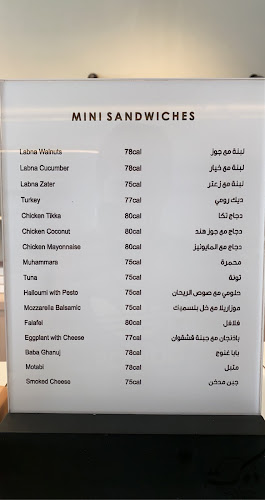 MINI SANDWICHES
Labna Walnuts 78cal لبنة مع جوز
Labna Cucumber 78cal لبنة مع خيار
Labna Zater 75cal لبنة مع زعتر
Turkey 77cal ديك رومي
Chicken Tikka 80cal دجاج تكا
Chicken Coconut 80cal دجاج مع جوز هند
Chicken Mayonnaise 80cal دجاج مع المايونيز
Muhammara 75cal محمرة
Tuna 75cal تونة
Halloumi with Pesto 75cal حلومي مع صوص الريحان
Mozzarella Balsamic 75cal موزاريلا مع خل بلسميك
Falafel 80cal فلافل
Eggplant with Cheese 77cal باذنجان مع جبنة قشقوان
Baba Ghanuj 78cal بابا غنوج
Motabl 78cal متبل
Smoked Cheese 75cal جبن مدخن